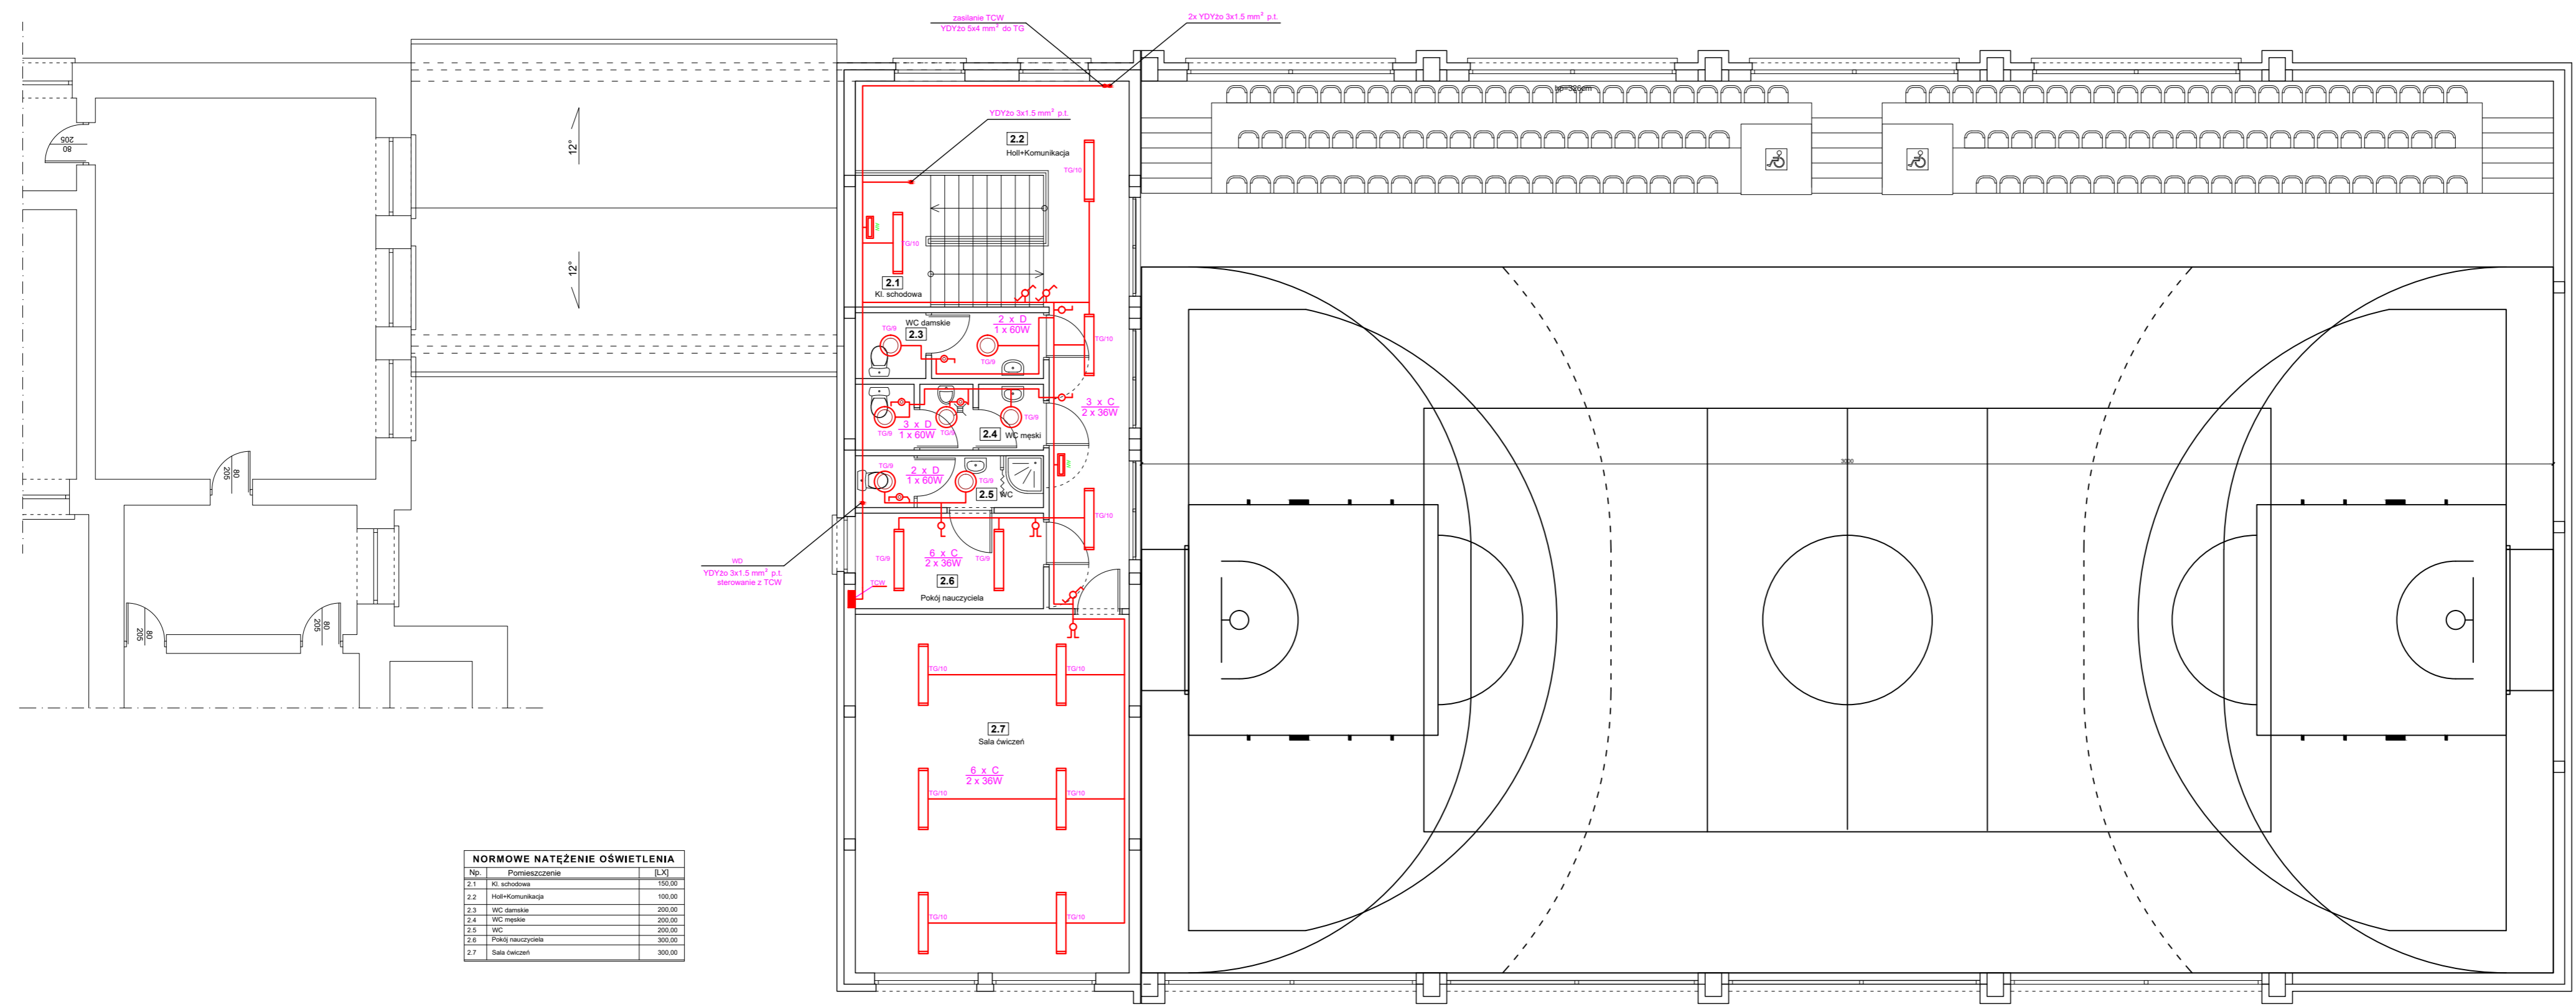 zasilanie TCW
YDYżo 5x4 mm² do TG
2x YDYżo 3x1.5 mm² p.t.
YDYżo 3x1.5 mm² p.t.
2.2
Holl+Komunikacja
TG/10
AW
TG/10
2.1
Kl. schodowa
205
80
12°
12°
WC damskie
2.3
2 x D
1 x 60W
TG/9
TG/9
TG/10
3 x C
2 x 36W
3 x D
1 x 60W
TG/9
TG/9
TG/9
2.4
WC męski
AW
TG/9
2 x D
1 x 60W
TG/9
2.5
WC
TG/10
80
205
WD
YDYżo 3x1.5 mm² p.t.
sterowanie z TCW
TCW
TG/9
6 x C
2 x 36W
TG/9
2.6
Pokój nauczyciela
80
205
80
205
TG/10
TG/10
2.7
Sala ćwiczeń
6 x C
2 x 36W
TG/10
TG/10
TG/10
TG/10
3600
NORMOWE NATĘŻENIE OŚWIETLENIA
Np. Pomieszczenie [LX]
2.1 Kl. schodowa 150,00
2.2 Holl+Komunikacja 100,00
2.3 WC damskie 200,00
2.4 WC męskie 200,00
2.5 WC 200,00
2.6 Pokój nauczyciela 300,00
2.7 Sala ćwiczeń 300,00